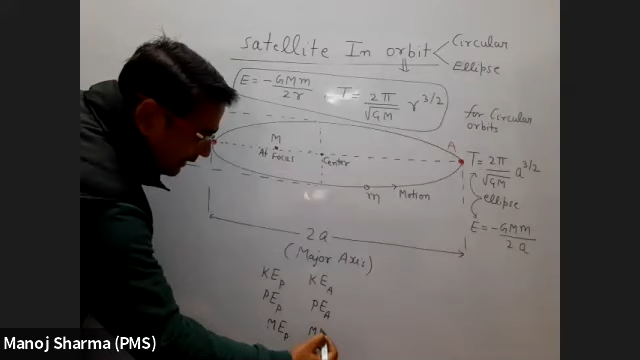 satellite In orbit
Circular
Ellipse
E = -GMm/2r , T = 2π/√GM r^3/2
for Circular orbits
M
At Focus
Center
A
m
Motion
T = 2π/√GM a^3/2
ellipse
E = -GMm/2a
2a
(Major Axis)
KE_P KE_A
PE_P PE_A
ME_P
Manoj Sharma (PMS)